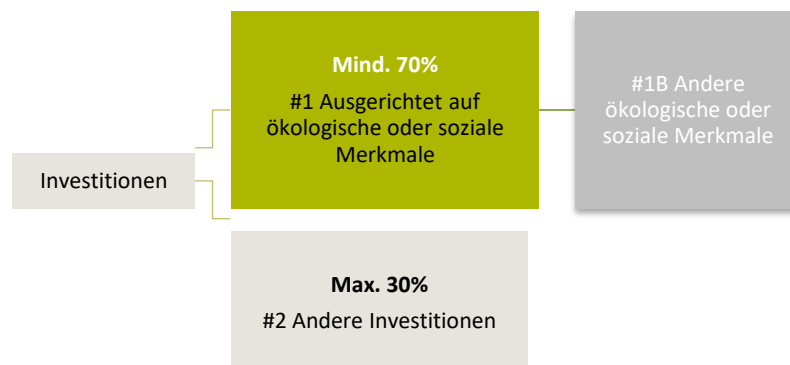 Investitionen
Mind. 70%
#1 Ausgerichtet auf
ökologische oder soziale
Merkmale
#1B Andere
ökologische oder
soziale Merkmale
Max. 30%
#2 Andere Investitionen